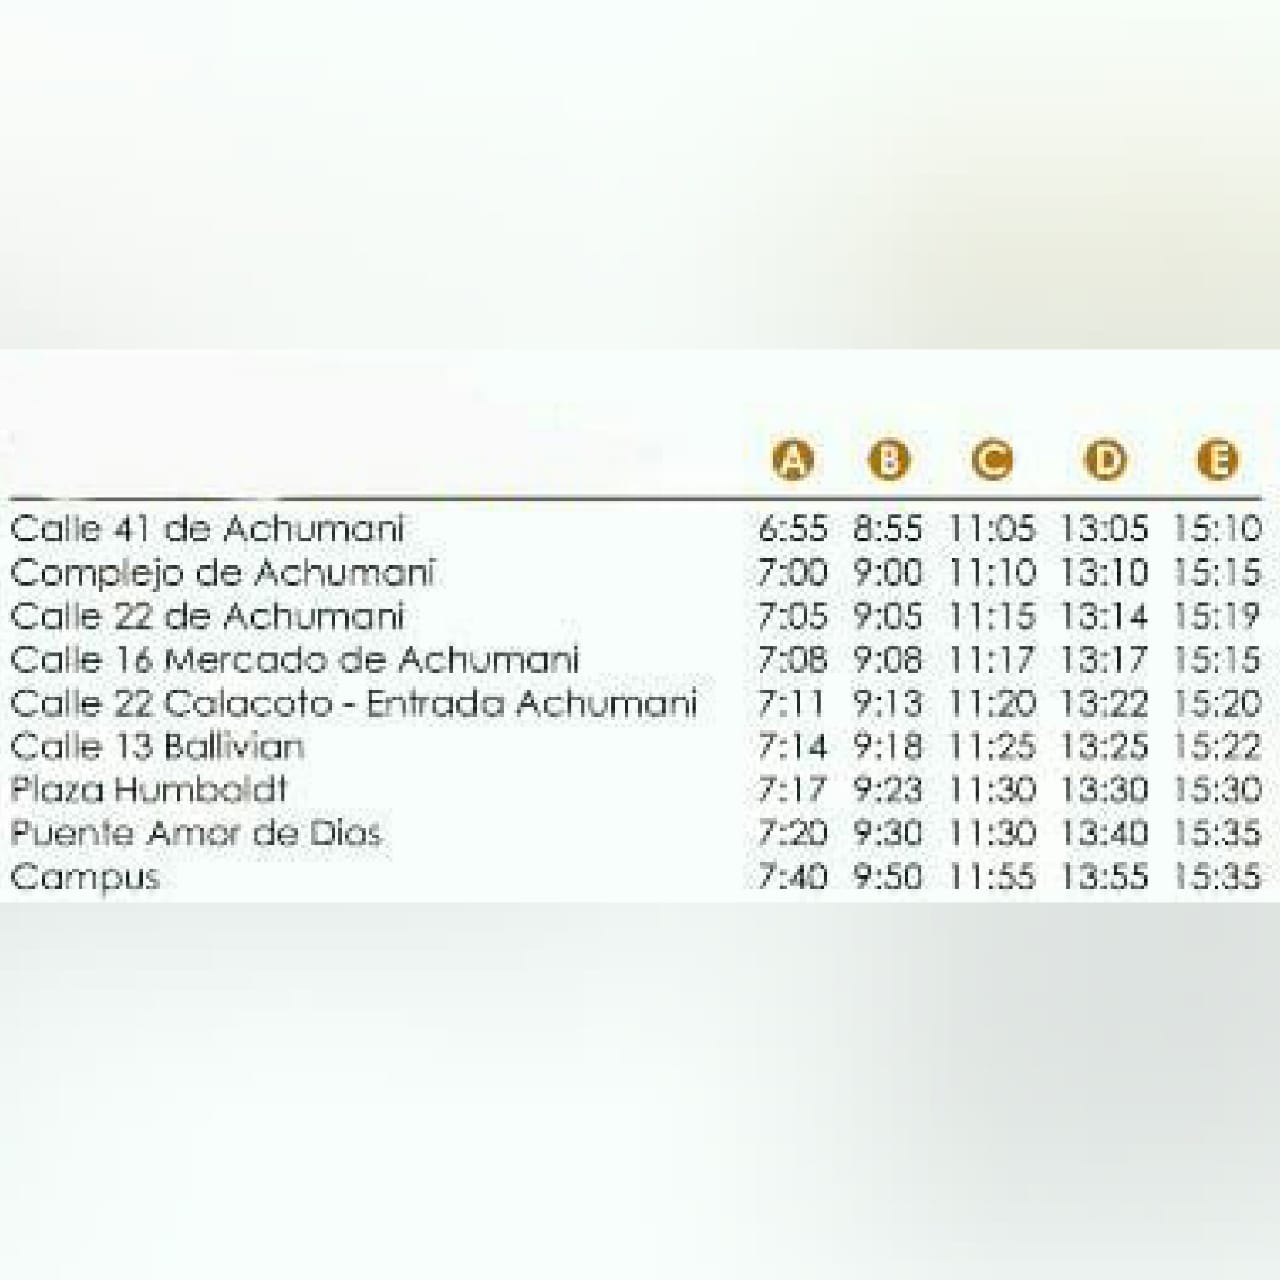 A B C D E
Calle 41 de Achumani 6:55 8:55 11:05 13:05 15:10
Complejo de Achumani 7:00 9:00 11:10 13:10 15:15
Calle 22 de Achumani 7:05 9:05 11:15 13:14 15:19
Calle 16 Mercado de Achumani 7:08 9:08 11:17 13:17 15:15
Calle 22 Calacoto - Entrada Achumani 7:11 9:13 11:20 13:22 15:20
Calle 13 Ballivian 7:14 9:18 11:25 13:25 15:22
Plaza Humboldt 7:17 9:23 11:30 13:30 15:30
Puente Amor de Dios 7:20 9:30 11:30 13:40 15:35
Campus 7:40 9:50 11:55 13:55 15:35